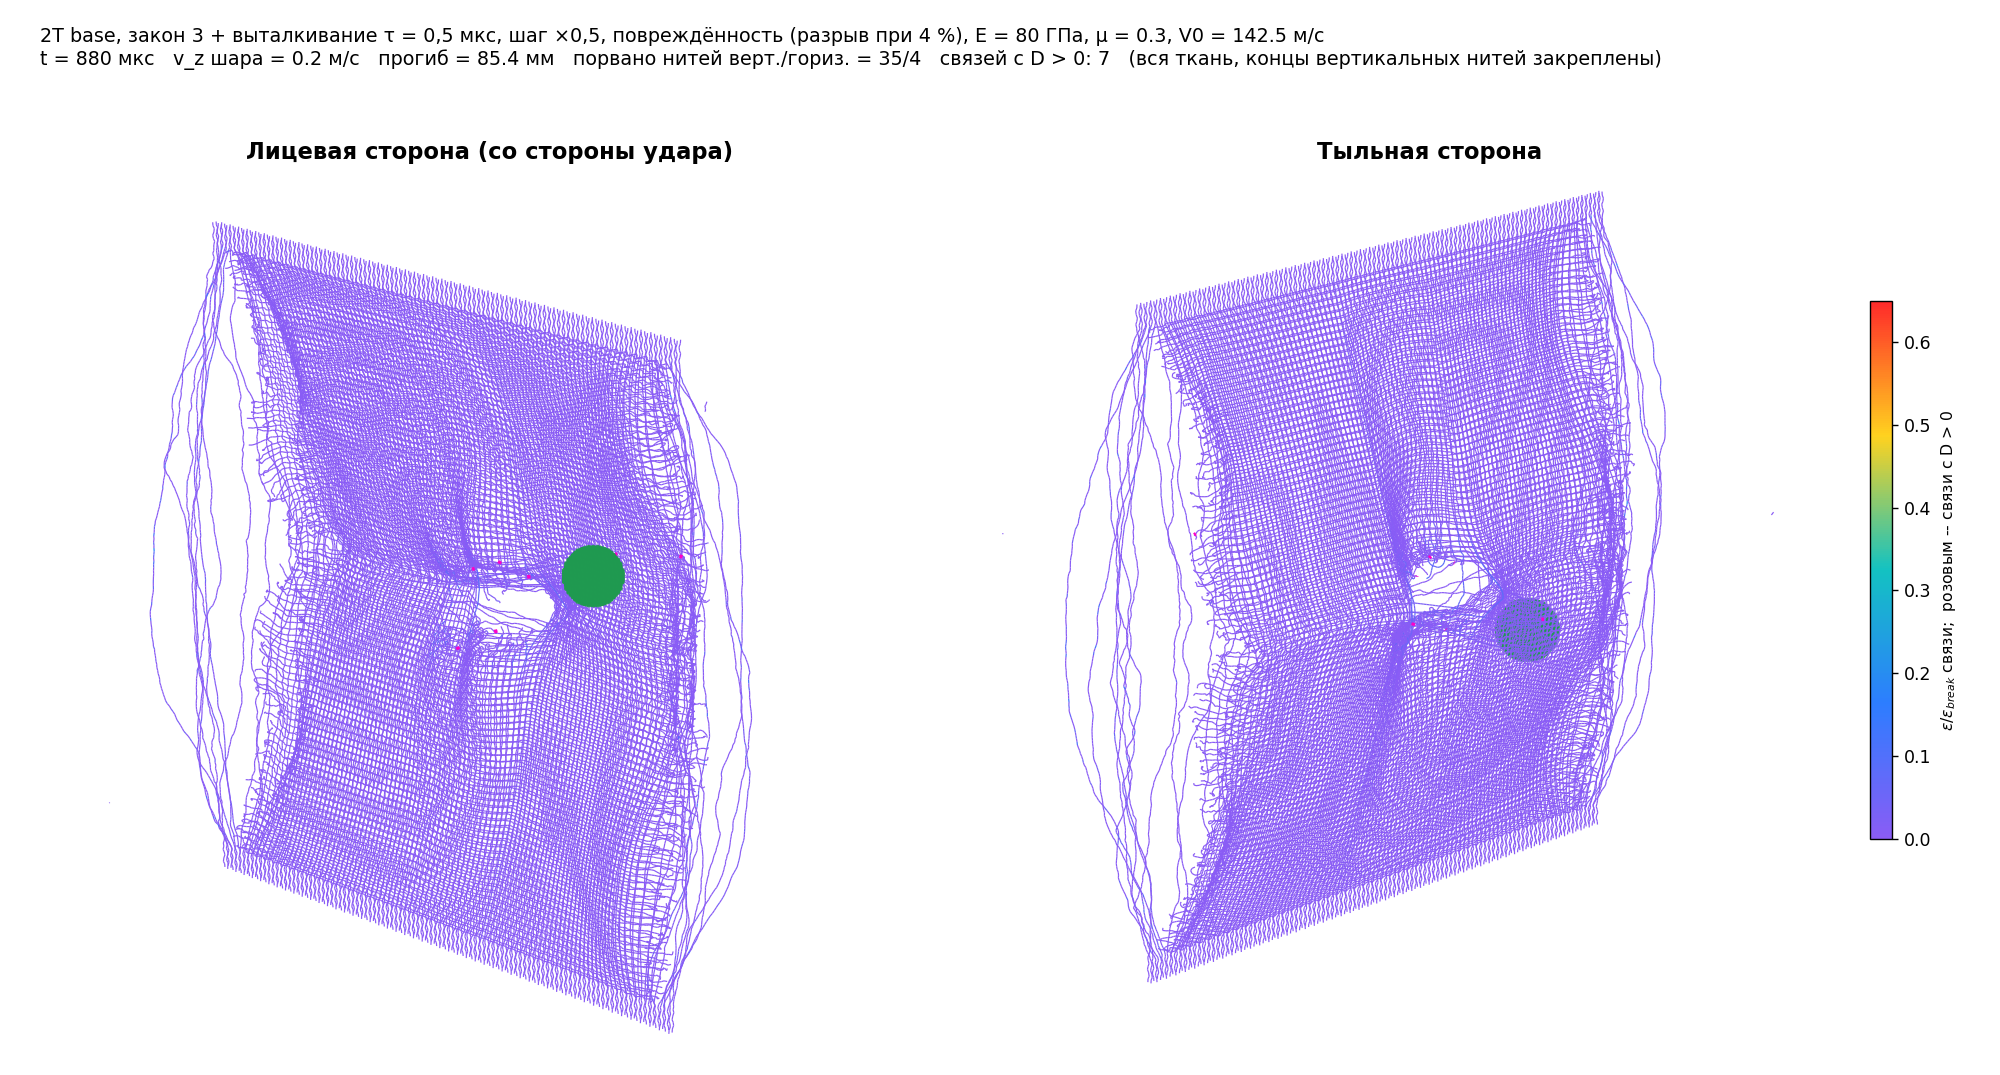 2T base, закон 3 + выталкивание τ = 0,5 мкс, шаг ×0,5, повреждённость (разрыв при 4 %), E = 80 ГПа, μ = 0.3, V0 = 142.5 м/с
t = 880 мкс v_z шара = 0.2 м/с прогиб = 85.4 мм порвано нитей верт./гориз. = 35/4 связей с D > 0: 7 (вся ткань, концы вертикальных нитей закреплены)
Лицевая сторона (со стороны удара)
Тыльная сторона
0.6
0.5
0.4
0.3
0.2
0.1
0.0
ε/ε_break связи; розовым -- связи с D > 0